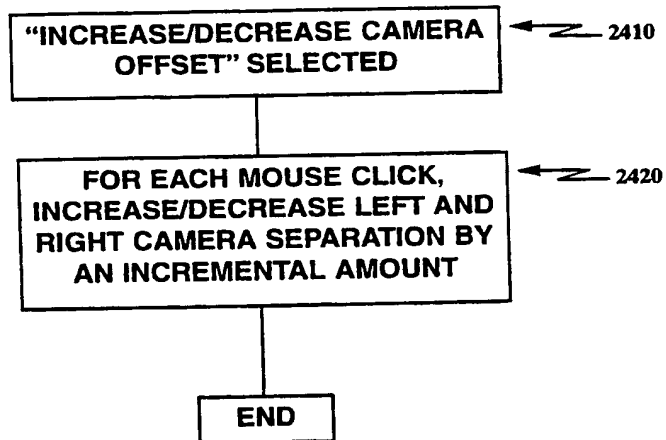 “INCREASE/DECREASE CAMERA
OFFSET” SELECTED
2410
FOR EACH MOUSE CLICK,
INCREASE/DECREASE LEFT AND
RIGHT CAMERA SEPARATION BY
AN INCREMENTAL AMOUNT
2420
END